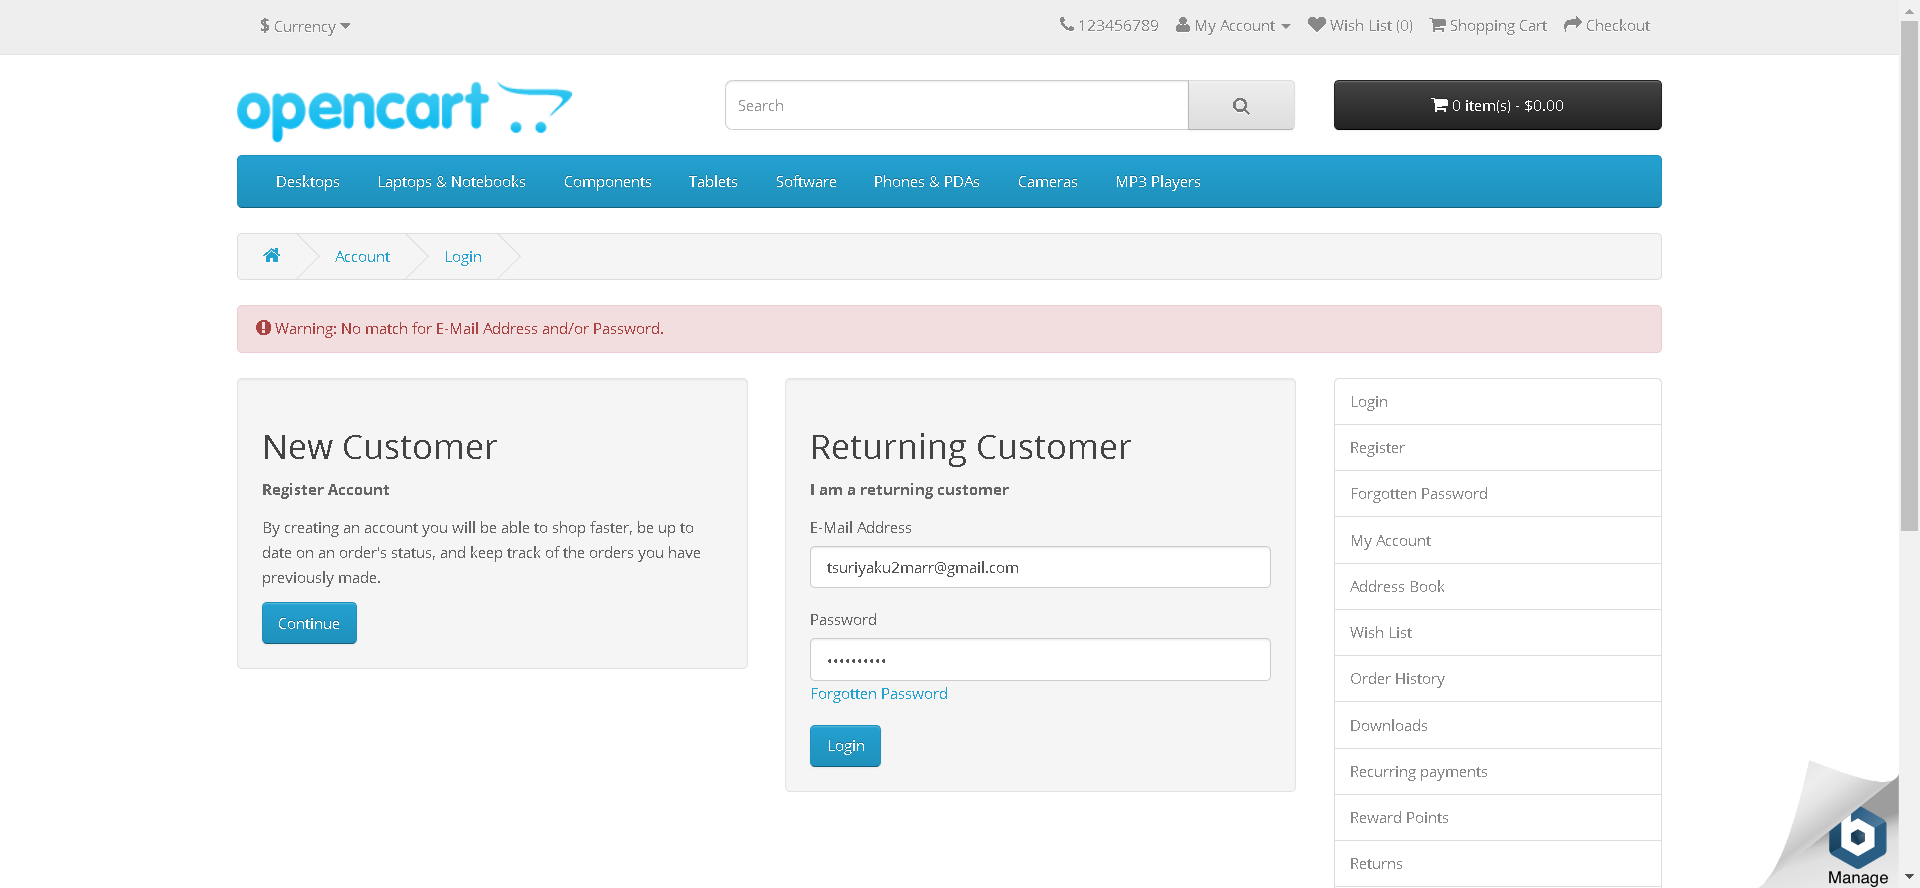 $ Currency
123456789 My Account Wish List (0) Shopping Cart Checkout
opencart
Search
0 item(s) - $0.00
Desktops Laptops & Notebooks Components Tablets Software Phones & PDAs Cameras MP3 Players
Account Login
Warning: No match for E-Mail Address and/or Password.
New Customer
Register Account
By creating an account you will be able to shop faster, be up to
date on an order's status, and keep track of the orders you have
previously made.
Continue
Returning Customer
I am a returning customer
E-Mail Address
tsuriyaku2marr@gmail.com
Password
••••••••••
Forgotten Password
Login
Login
Register
Forgotten Password
My Account
Address Book
Wish List
Order History
Downloads
Recurring payments
Reward Points
Returns
b
Manage